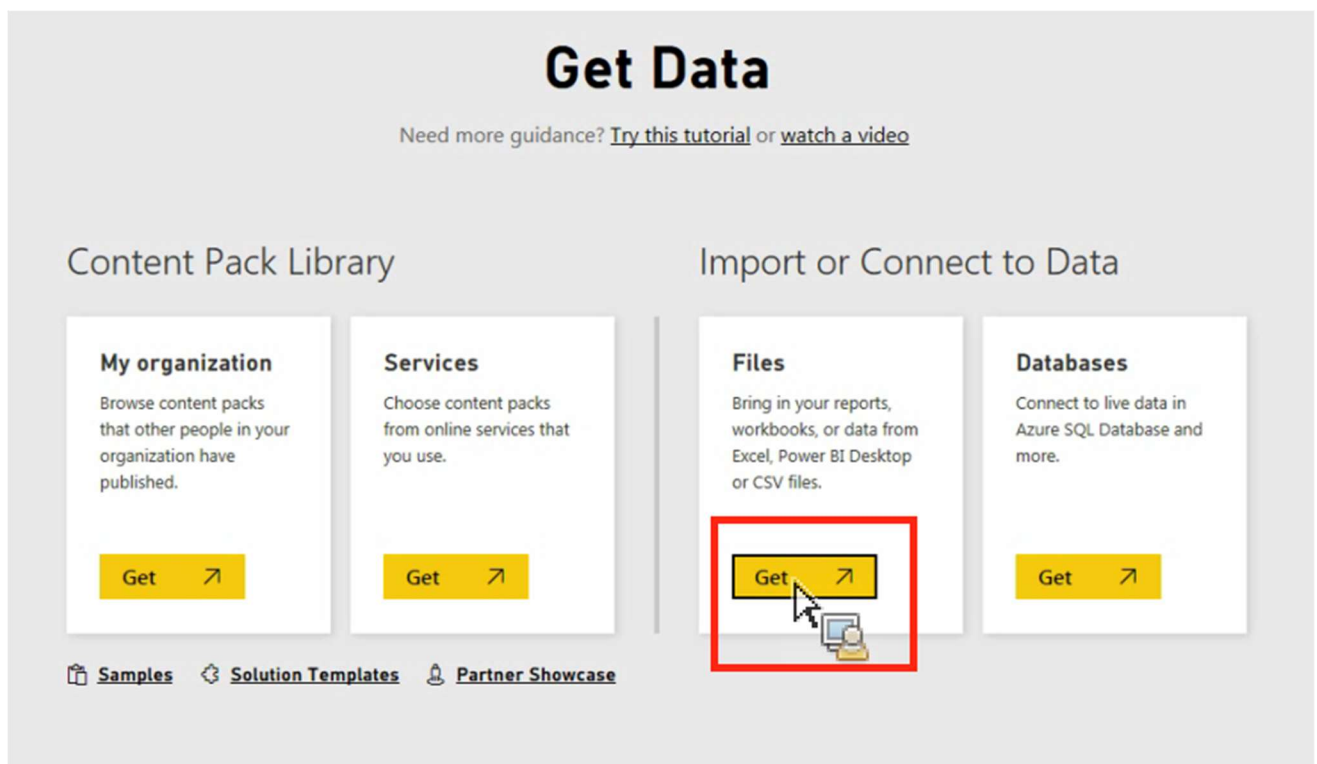 Get Data
Need more guidance? Try this tutorial or watch a video
Content Pack Library
My organization
Browse content packs
that other people in your
organization have
published.
Get
Services
Choose content packs
from online services that
you use.
Get
Samples
Solution Templates
Partner Showcase
Import or Connect to Data
Files
Bring in your reports,
workbooks, or data from
Excel, Power BI Desktop
or CSV files.
Get
Databases
Connect to live data in
Azure SQL Database and
more.
Get